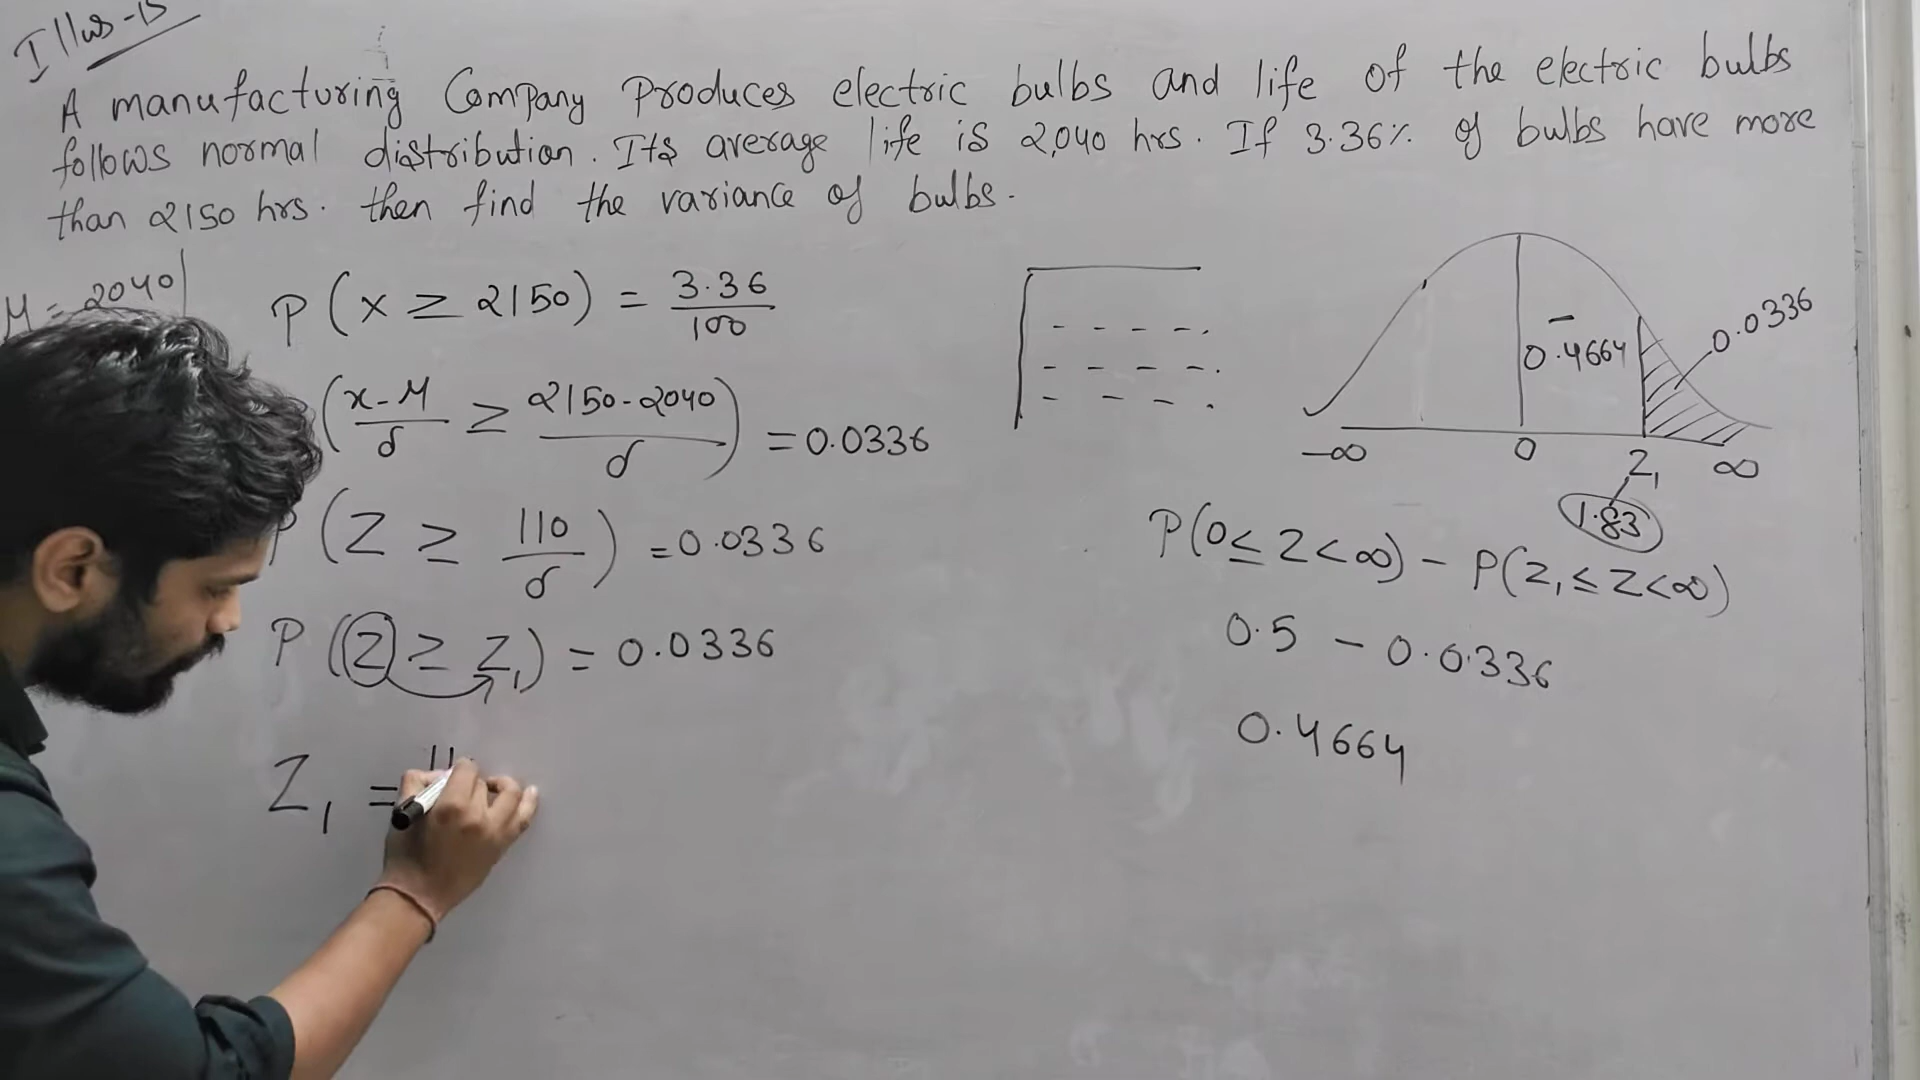 Illus-15
A manufacturing Company Produces electric bulbs and life of the electric bulbs
follows normal distribution. Its average life is 2,040 hrs. If 3.36% of bulbs have more
than 2150 hrs. then find the variance of bulbs.
μ = 2040
P(x ≥ 2150) = 3.36/100
(x-μ/σ ≥ 2150-2040/σ) = 0.0336
P(Z ≥ 110/σ) = 0.0336
P(Z ≥ Z₁) = 0.0336
Z₁ = 11
0.4664
0.0336
-∞ 0 Z₁ ∞
1.83
P(0 ≤ Z < ∞) - P(Z₁ ≤ Z < ∞)
0.5 - 0.0336
0.4664